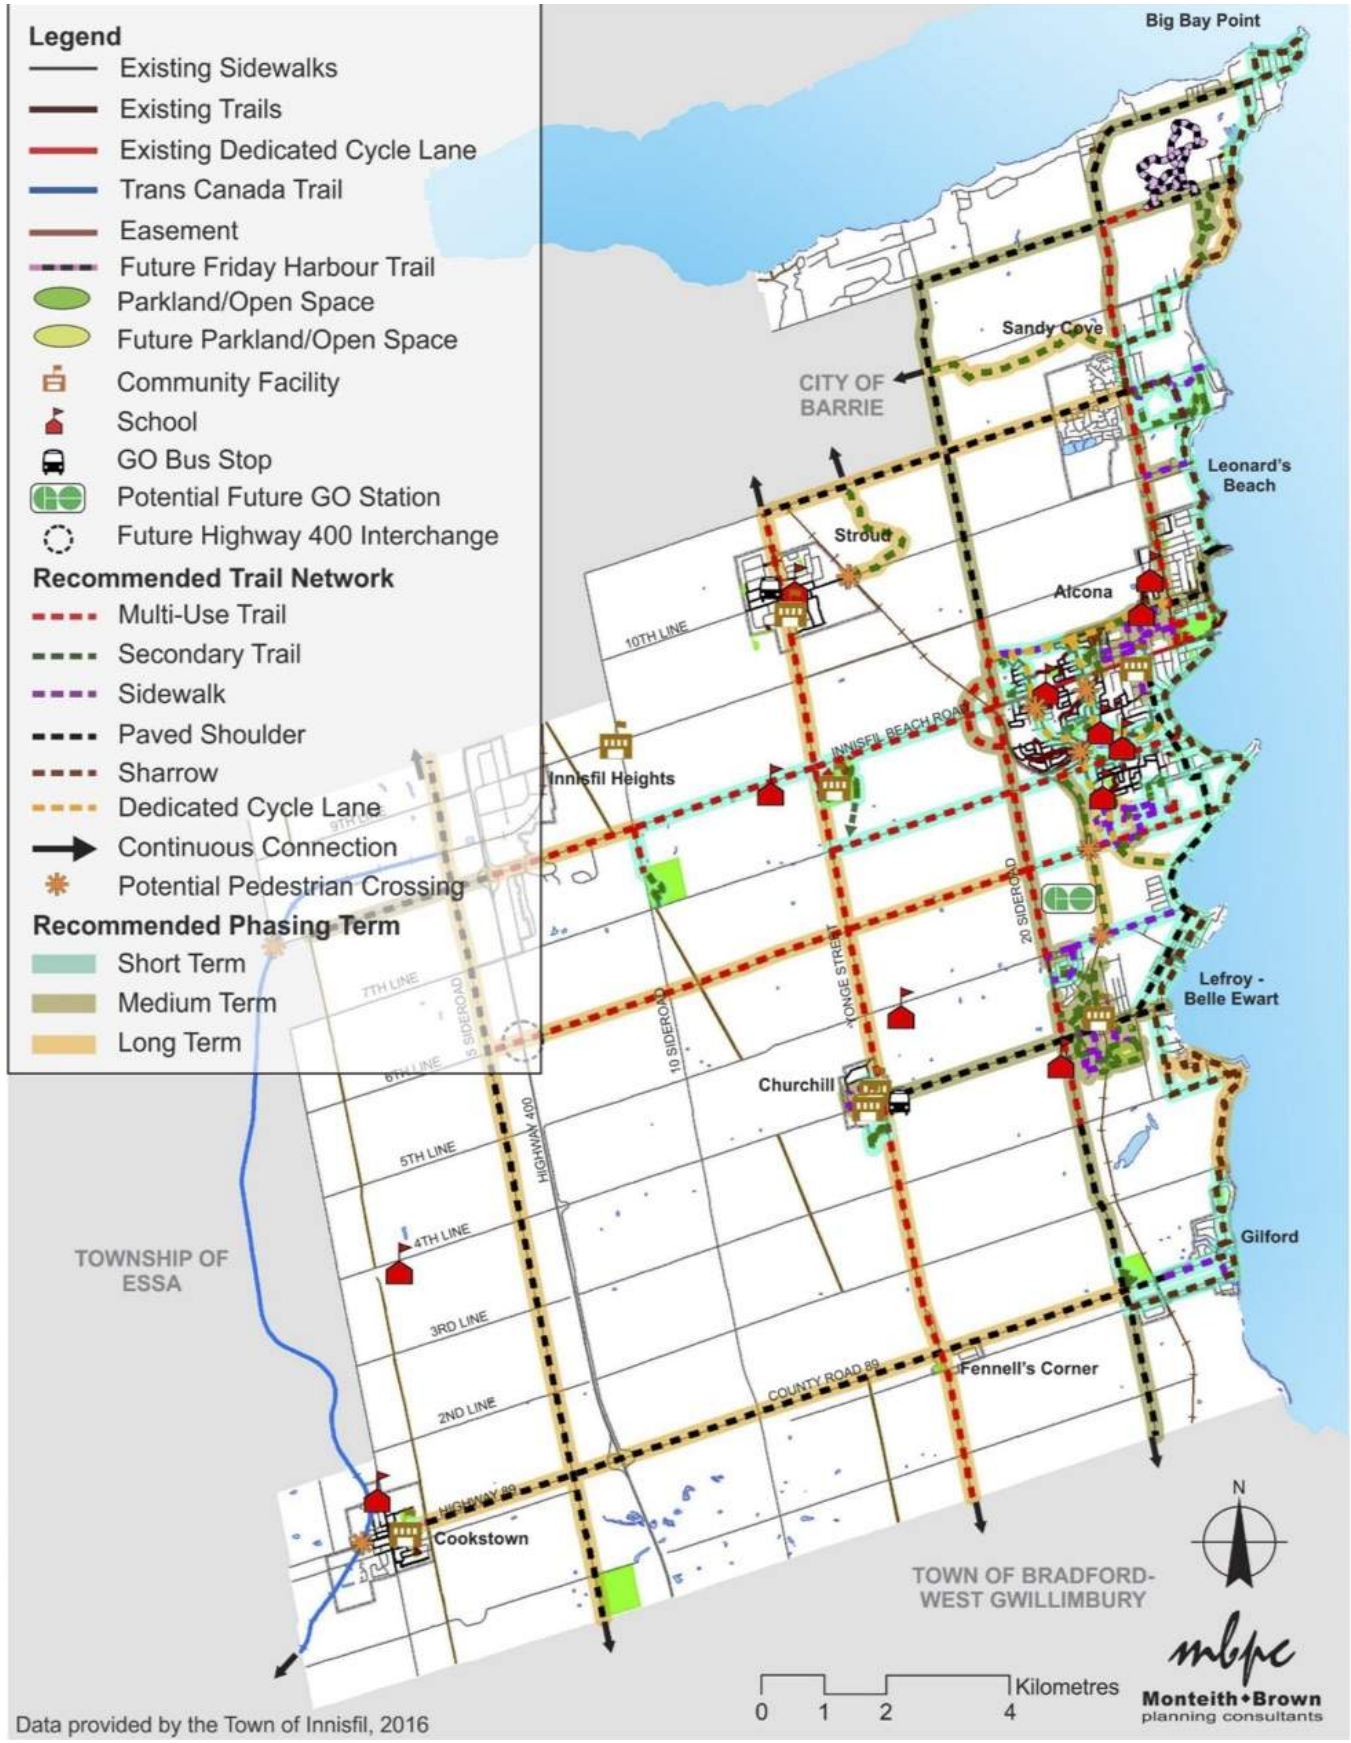 Legend
Existing Sidewalks
Existing Trails
Existing Dedicated Cycle Lane
Trans Canada Trail
Easement
Future Friday Harbour Trail
Parkland/Open Space
Future Parkland/Open Space
Community Facility
School
GO Bus Stop
GO
Potential Future GO Station
Future Highway 400 Interchange
Recommended Trail Network
Multi-Use Trail
Secondary Trail
Sidewalk
Paved Shoulder
Sharrow
Dedicated Cycle Lane
Continuous Connection
Potential Pedestrian Crossing
Recommended Phasing Term
Short Term
Medium Term
Long Term
Big Bay Point
Sandy Cove
CITY OF
BARRIE
Leonard's
Beach
Stroud
Alcona
10TH LINE
INNISFIL BEACH ROAD
Innisfil Heights
9TH LINE
7TH LINE
5 SIDEROAD
6TH LINE
10 SIDEROAD
YONGE STREET
20 SIDEROAD
GO
Lefroy -
Belle Ewart
Churchill
HIGHWAY 400
5TH LINE
4TH LINE
TOWNSHIP OF
ESSA
Gilford
3RD LINE
2ND LINE
COUNTY ROAD 89
Fennell's Corner
HIGHWAY 89
Cookstown
TOWN OF BRADFORD-
WEST GWILLIMBURY
N
mbpc
Monteith Brown
planning consultants
Kilometres
0 1 2 4
Data provided by the Town of Innisfil, 2016